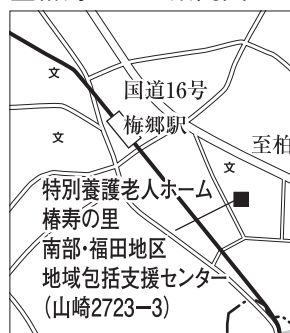 文
国道16号
梅郷駅
文
至柏
文
特別養護老人ホーム
椿寿の里
南部・福田地区
地域包括支援センター
(山崎2723-3)